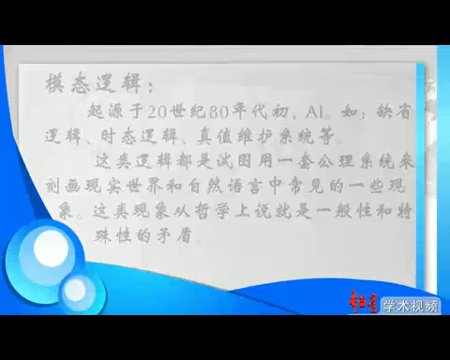 模态逻辑：
起源于20世纪80年代初，AI。如：缺省
逻辑、时态逻辑、真值维护系统等。
这类逻辑都是试图用一套公理系统来
刻画现实世界和自然语言中常见的一些现
象。这类现象从哲学上说就是一般性和特
殊性的矛盾。
学术视频